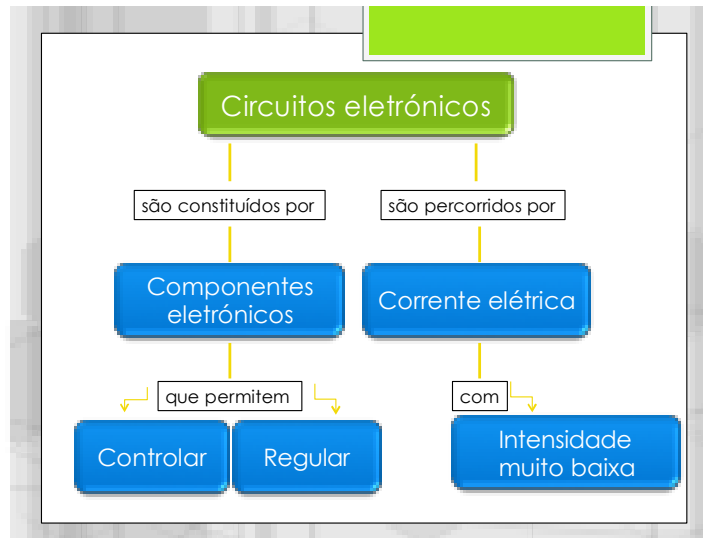 Circuitos eletrónicos
são constituídos por
são percorridos por
Componentes
eletrónicos
Corrente elétrica
que permitem
com
Controlar
Regular
Intensidade
muito baixa